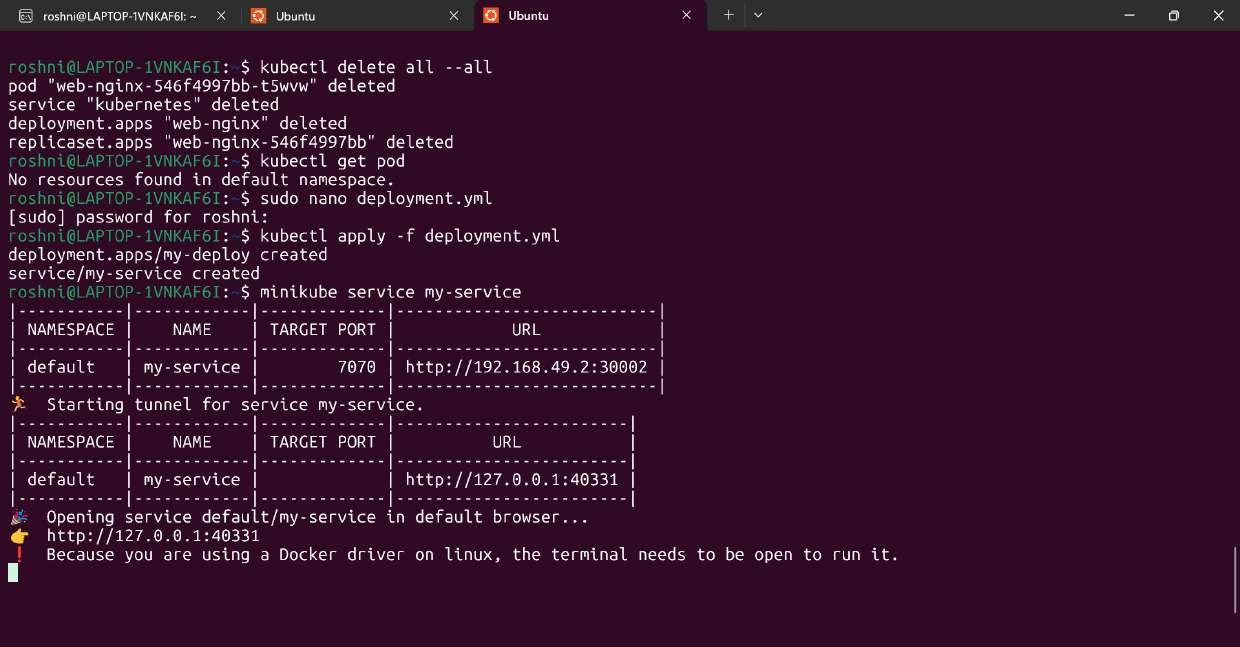 roshni@LAPTOP-1VNKAF6I: ~
Ubuntu
Ubuntu
roshni@LAPTOP-1VNKAF6I:~$ kubectl delete all --all
pod "web-nginx-546f4997bb-t5wvw" deleted
service "kubernetes" deleted
deployment.apps "web-nginx" deleted
replicaset.apps "web-nginx-546f4997bb" deleted
roshni@LAPTOP-1VNKAF6I:~$ kubectl get pod
No resources found in default namespace.
roshni@LAPTOP-1VNKAF6I:~$ sudo nano deployment.yml
[sudo] password for roshni:
roshni@LAPTOP-1VNKAF6I:~$ kubectl apply -f deployment.yml
deployment.apps/my-deploy created
service/my-service created
roshni@LAPTOP-1VNKAF6I:~$ minikube service my-service
|-----------|------------|-------------|---------------------------|
| NAMESPACE |    NAME    | TARGET PORT |            URL            |
|-----------|------------|-------------|---------------------------|
| default   | my-service |        7070 | http://192.168.49.2:30002 |
|-----------|------------|-------------|---------------------------|
🏃  Starting tunnel for service my-service.
|-----------|------------|-------------|------------------------|
| NAMESPACE |    NAME    | TARGET PORT |          URL           |
|-----------|------------|-------------|------------------------|
| default   | my-service |             | http://127.0.0.1:40331 |
|-----------|------------|-------------|------------------------|
🎉  Opening service default/my-service in default browser...
👉  http://127.0.0.1:40331
❗  Because you are using a Docker driver on linux, the terminal needs to be open to run it.